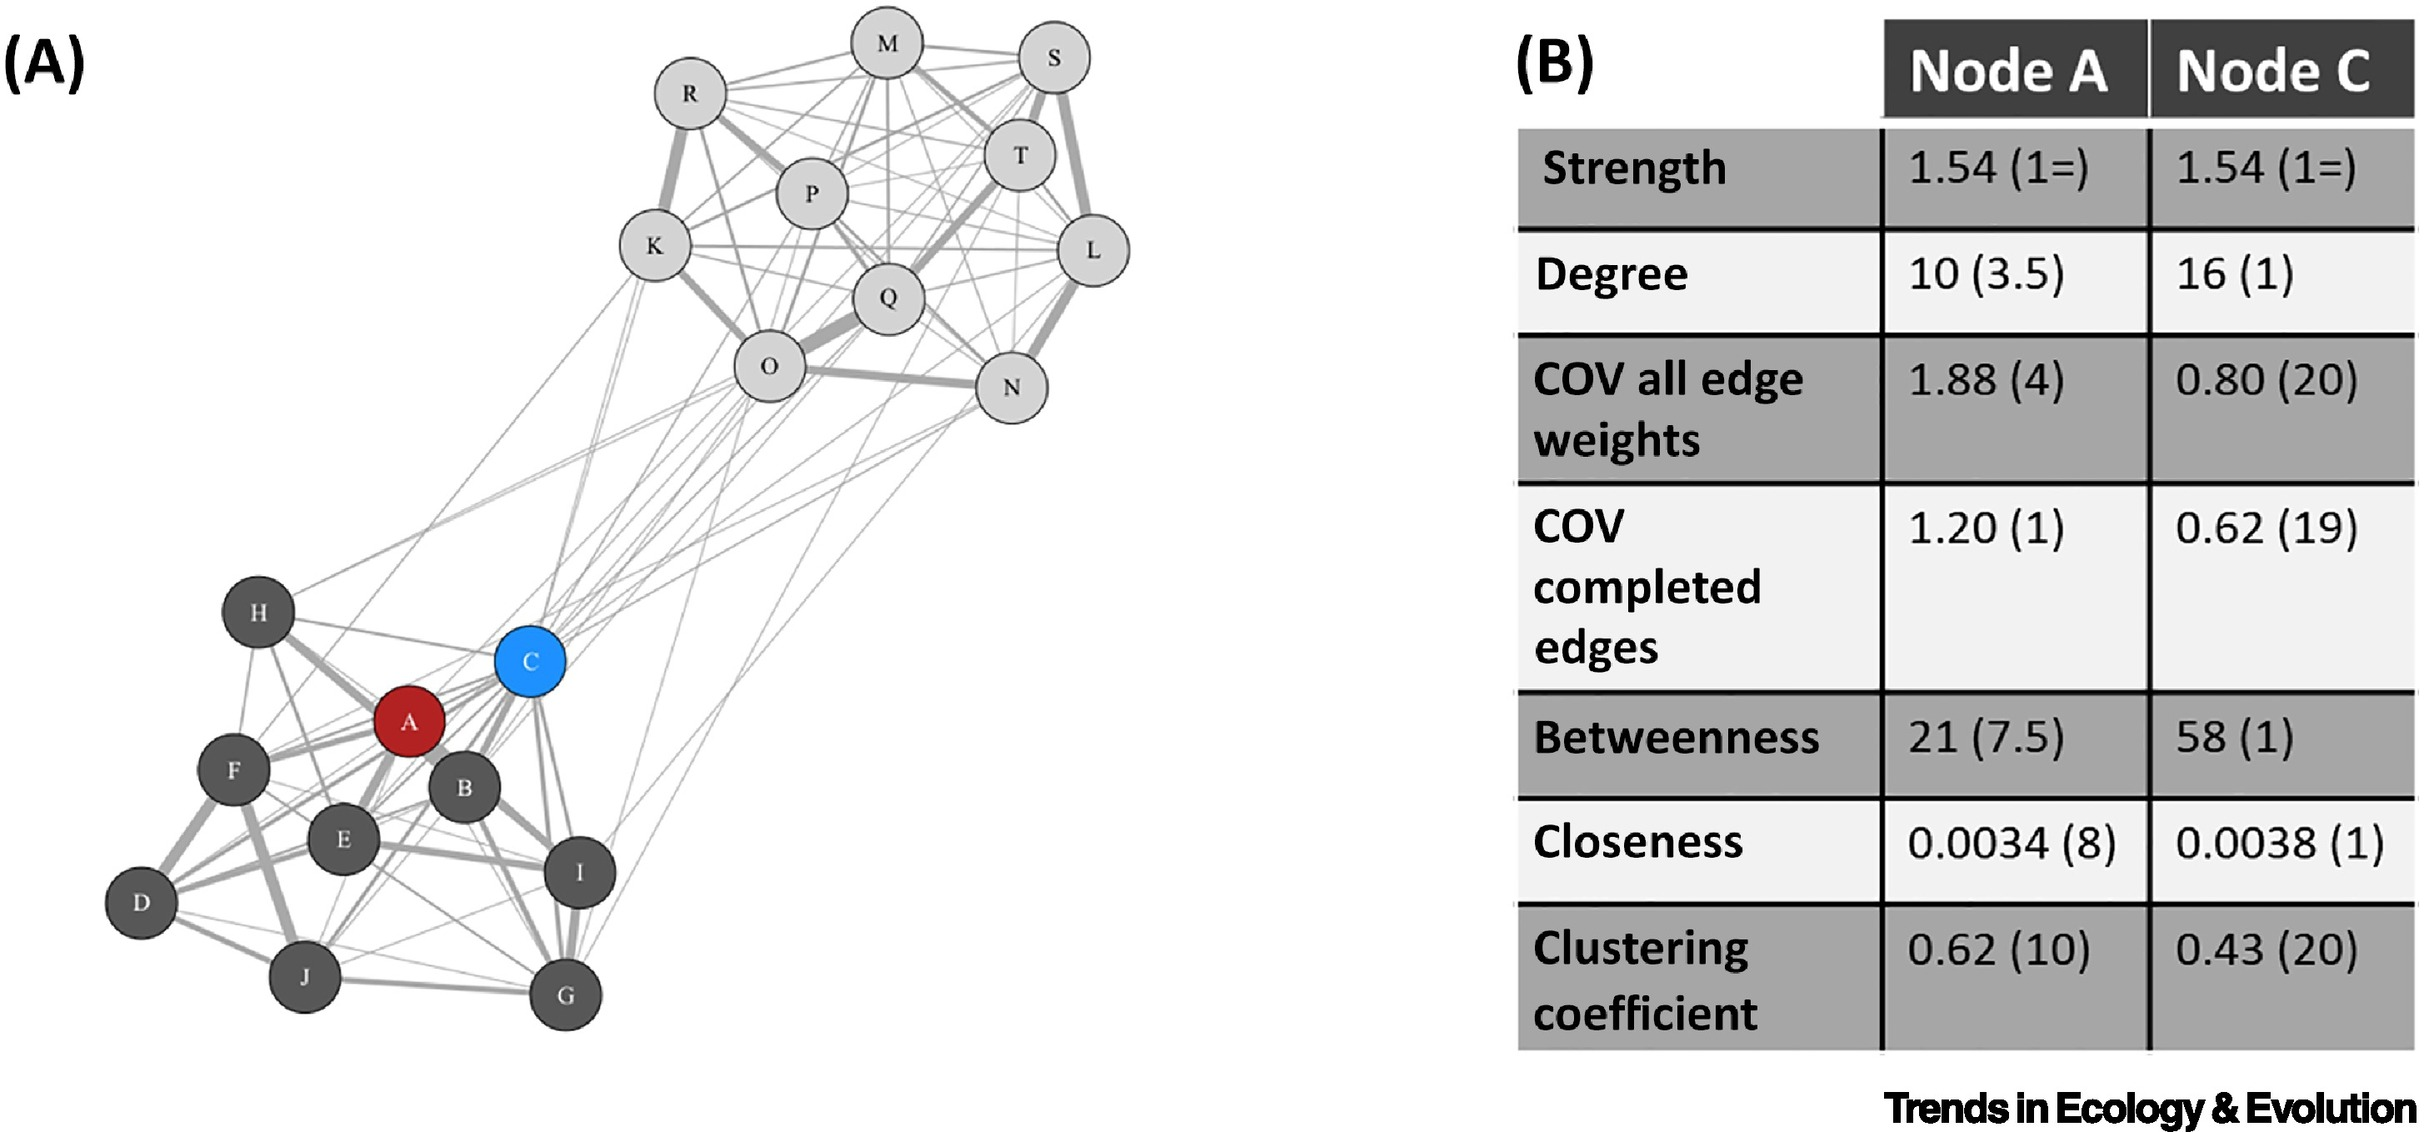 (A)
M
S
R
T
P
K
L
Q
O
N
H
C
A
F
B
E
I
D
J
G
(B)
Node A Node C
Strength 1.54 (1=) 1.54 (1=)
Degree 10 (3.5) 16 (1)
COV all edge 1.88 (4) 0.80 (20)
weights
COV 1.20 (1) 0.62 (19)
completed
edges
Betweenness 21 (7.5) 58 (1)
Closeness 0.0034 (8) 0.0038 (1)
Clustering 0.62 (10) 0.43 (20)
coefficient
Trends in Ecology & Evolution